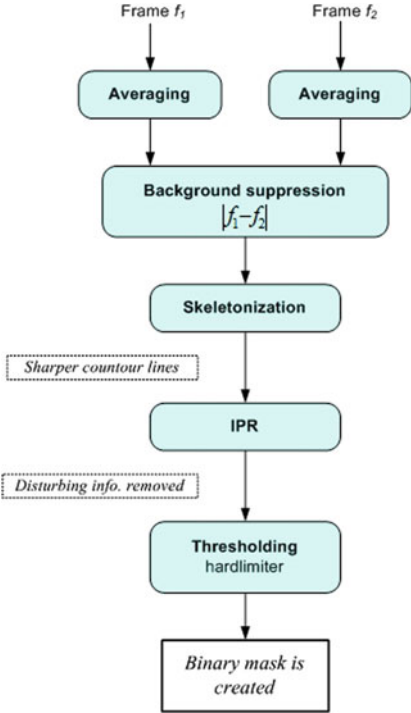 Frame f₁ Frame f₂
Averaging Averaging
Background suppression
|f₁−f₂|
Skeletonization
Sharper countour lines
IPR
Disturbing info. removed
Thresholding
hardlimiter
Binary mask is
created